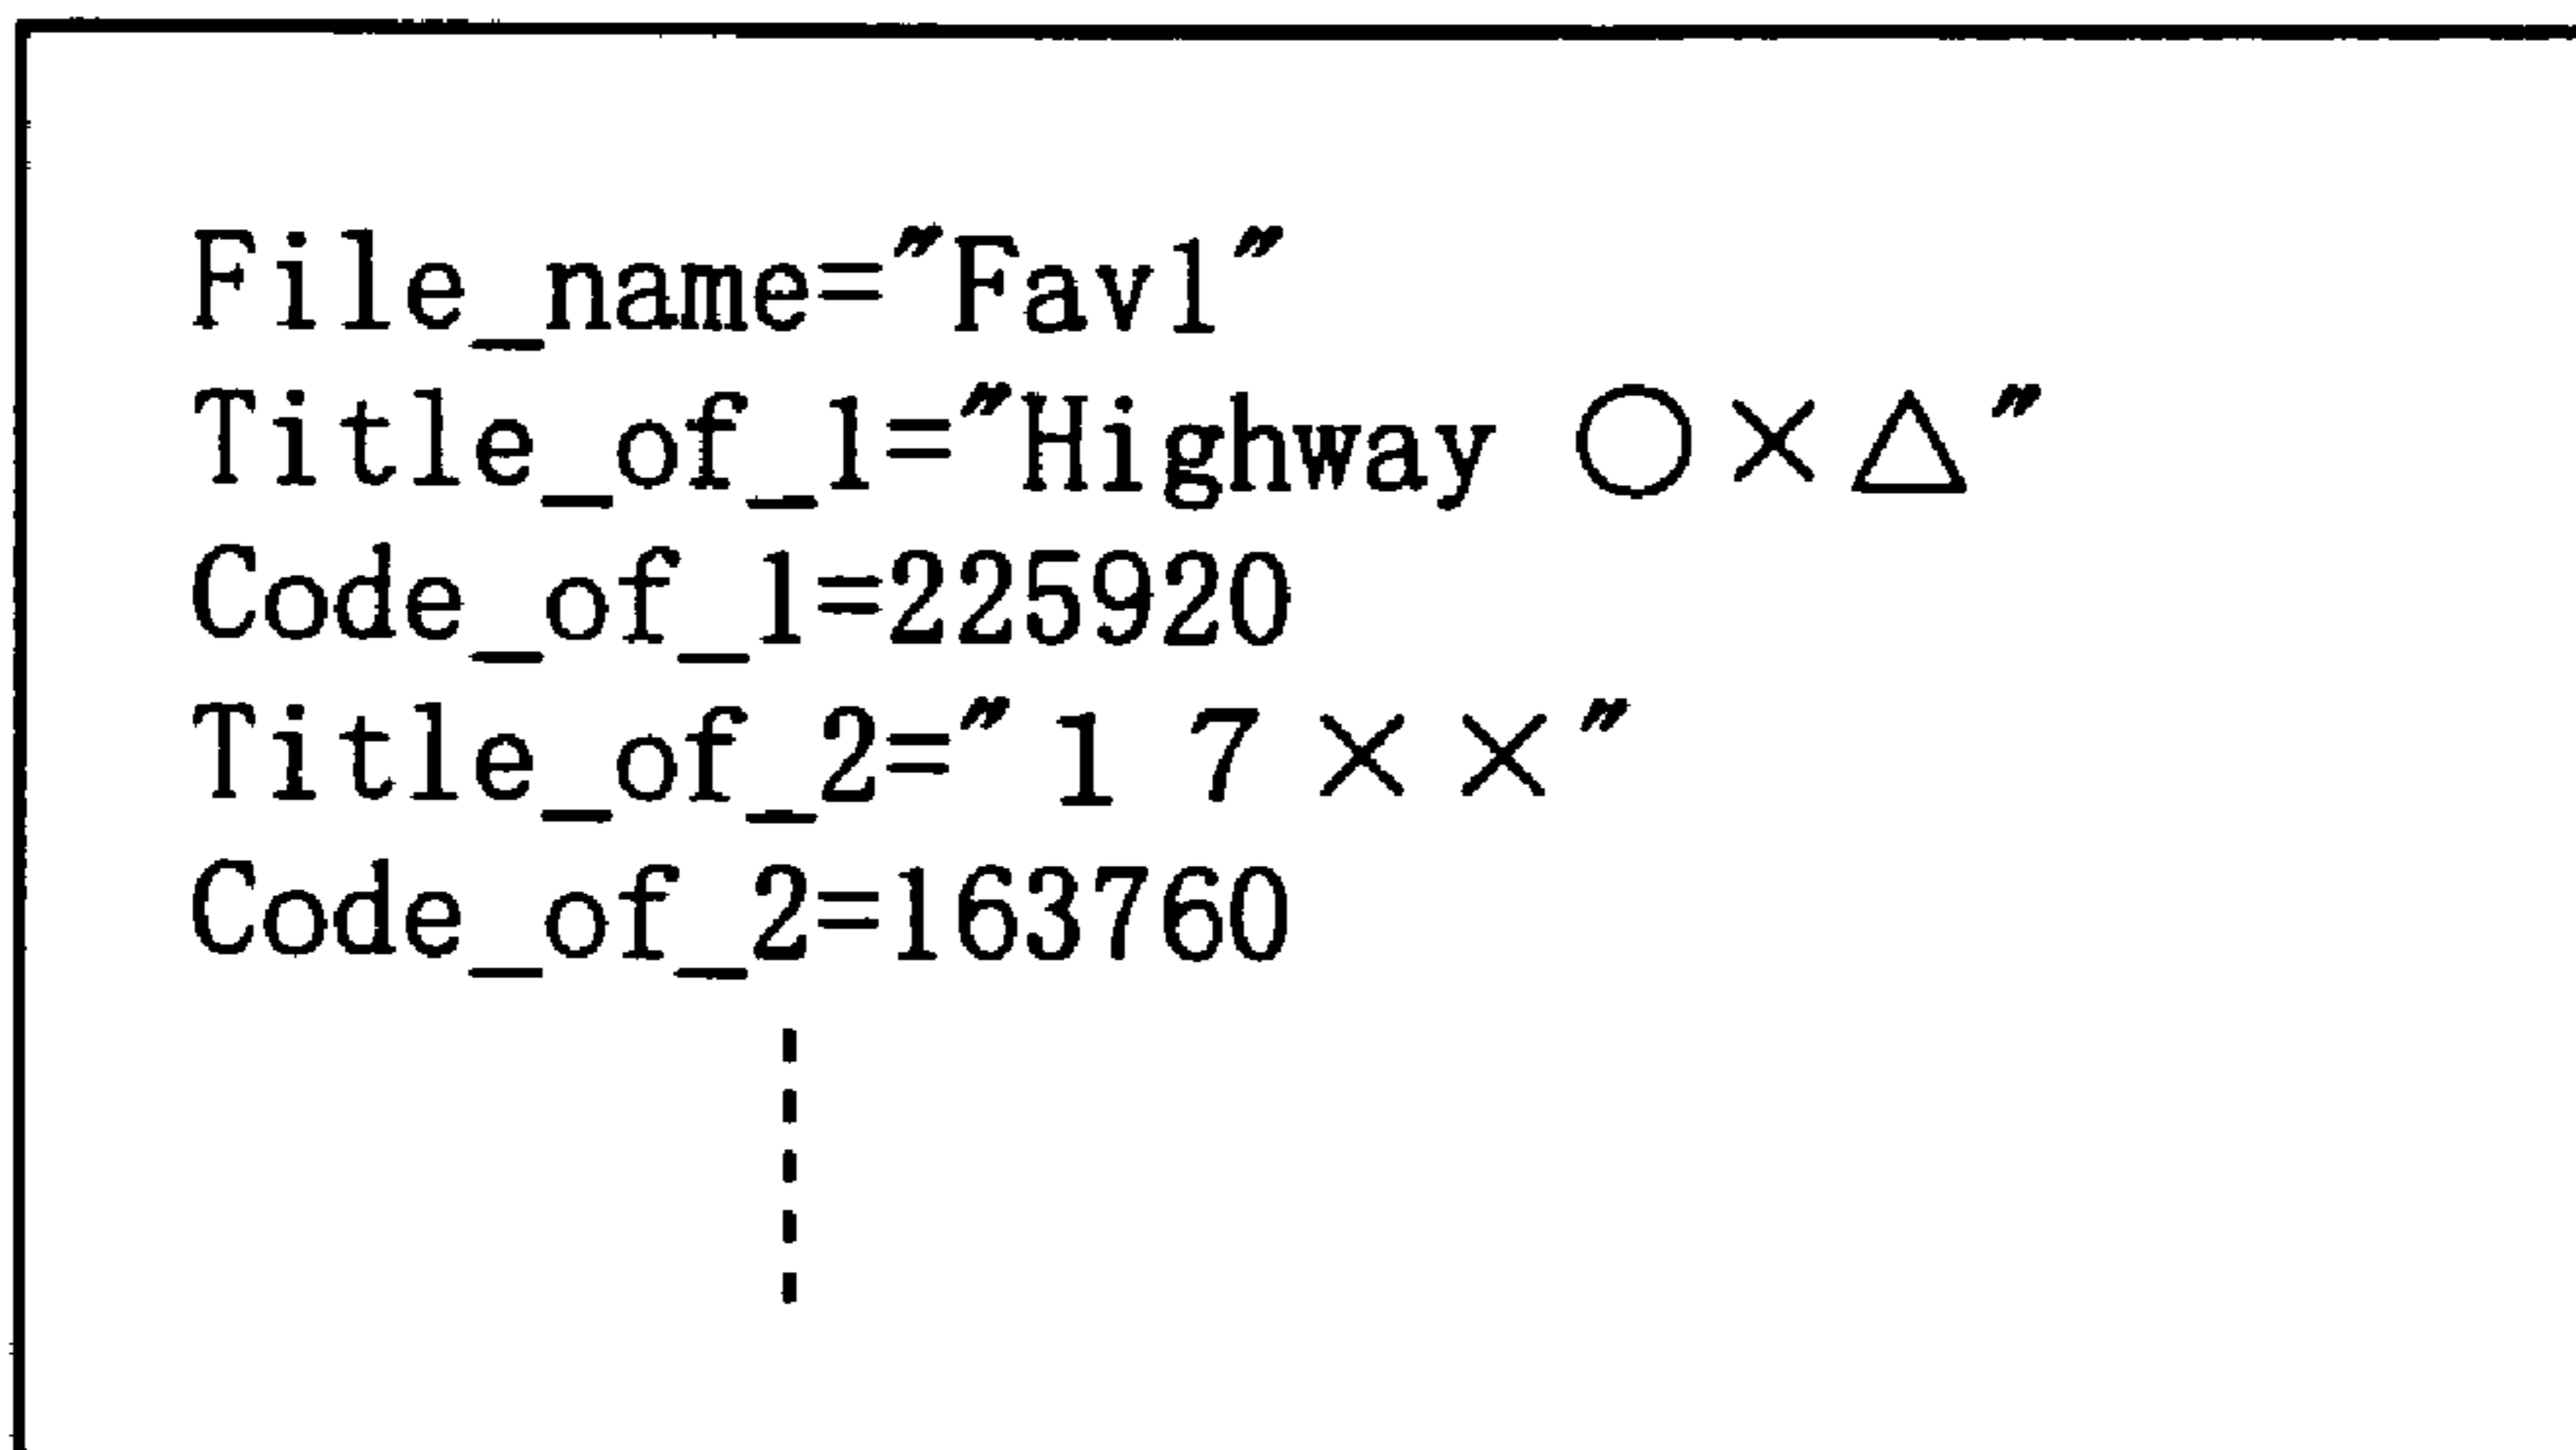 File_name="Fav1"
Title_of_1="Highway ○×△"
Code_of_1=225920
Title_of_2="17××"
Code_of_2=163760